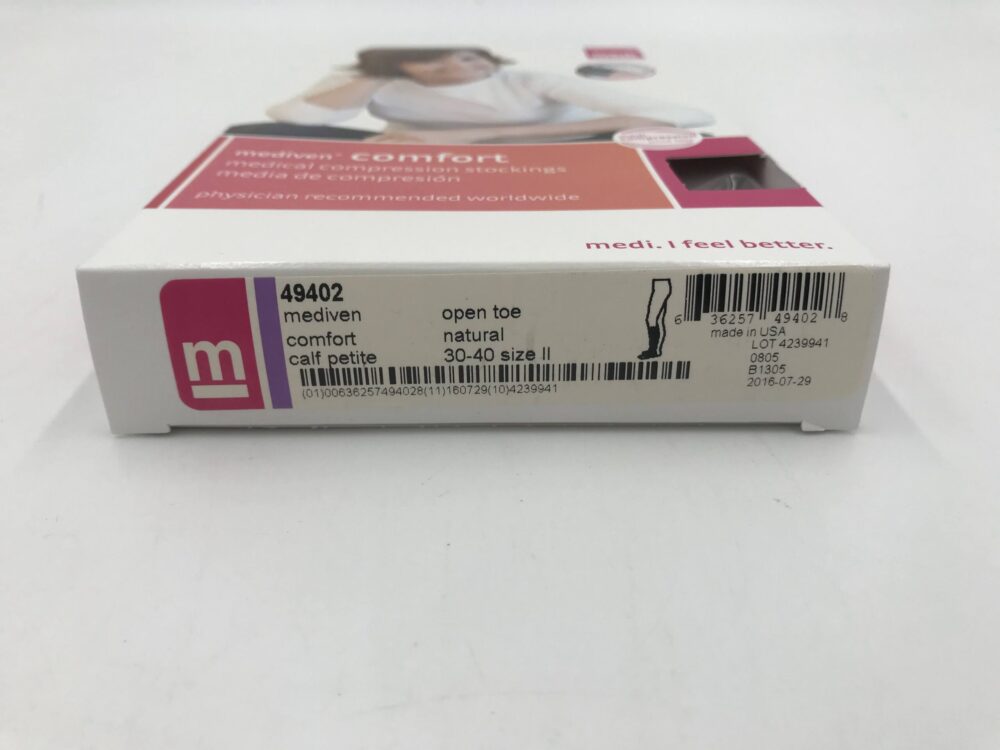 mediven® comfort
medical compression stockings
media de compresión
physician recommended worldwide
medi. I feel better.
m
49402
mediven
comfort
calf petite
open toe
natural
30-40 size II
6 36257 49402 8
made in USA
LOT 4239941
0805
B1305
2016-07-29
(01)00636257494028(11)160729(10)4239941